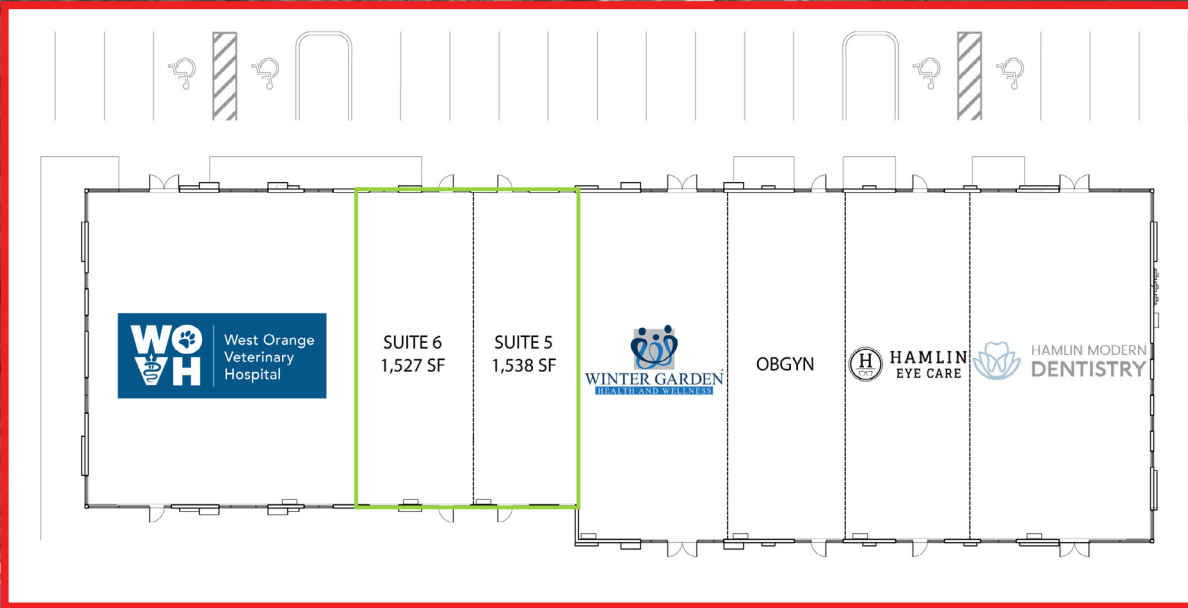 WO
VH
West Orange
Veterinary
Hospital
SUITE 6
1,527 SF
SUITE 5
1,538 SF
WINTER GARDEN
HEALTH AND WELLNESS
OBGYN
H
HAMLIN
EYE CARE
HAMLIN MODERN
DENTISTRY